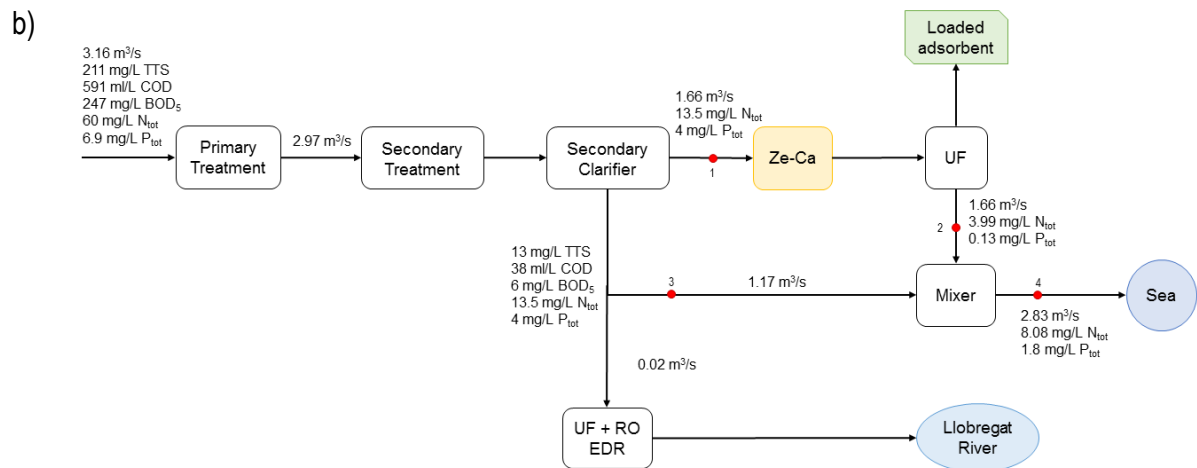 b)
3.16 m³/s
211 mg/L TTS
591 ml/L COD
247 mg/L BOD₅
60 mg/L Nₜₒₜ
6.9 mg/L Pₜₒₜ
Primary
Treatment
2.97 m³/s
Secondary
Treatment
Secondary
Clarifier
1.66 m³/s
13.5 mg/L Nₜₒₜ
4 mg/L Pₜₒₜ
1
Ze-Ca
UF
Loaded
adsorbent
2
1.66 m³/s
3.99 mg/L Nₜₒₜ
0.13 mg/L Pₜₒₜ
13 mg/L TTS
38 ml/L COD
6 mg/L BOD₅
13.5 mg/L Nₜₒₜ
4 mg/L Pₜₒₜ
3
1.17 m³/s
Mixer
4
2.83 m³/s
8.08 mg/L Nₜₒₜ
1.8 mg/L Pₜₒₜ
Sea
0.02 m³/s
UF + RO
EDR
Llobregat
River